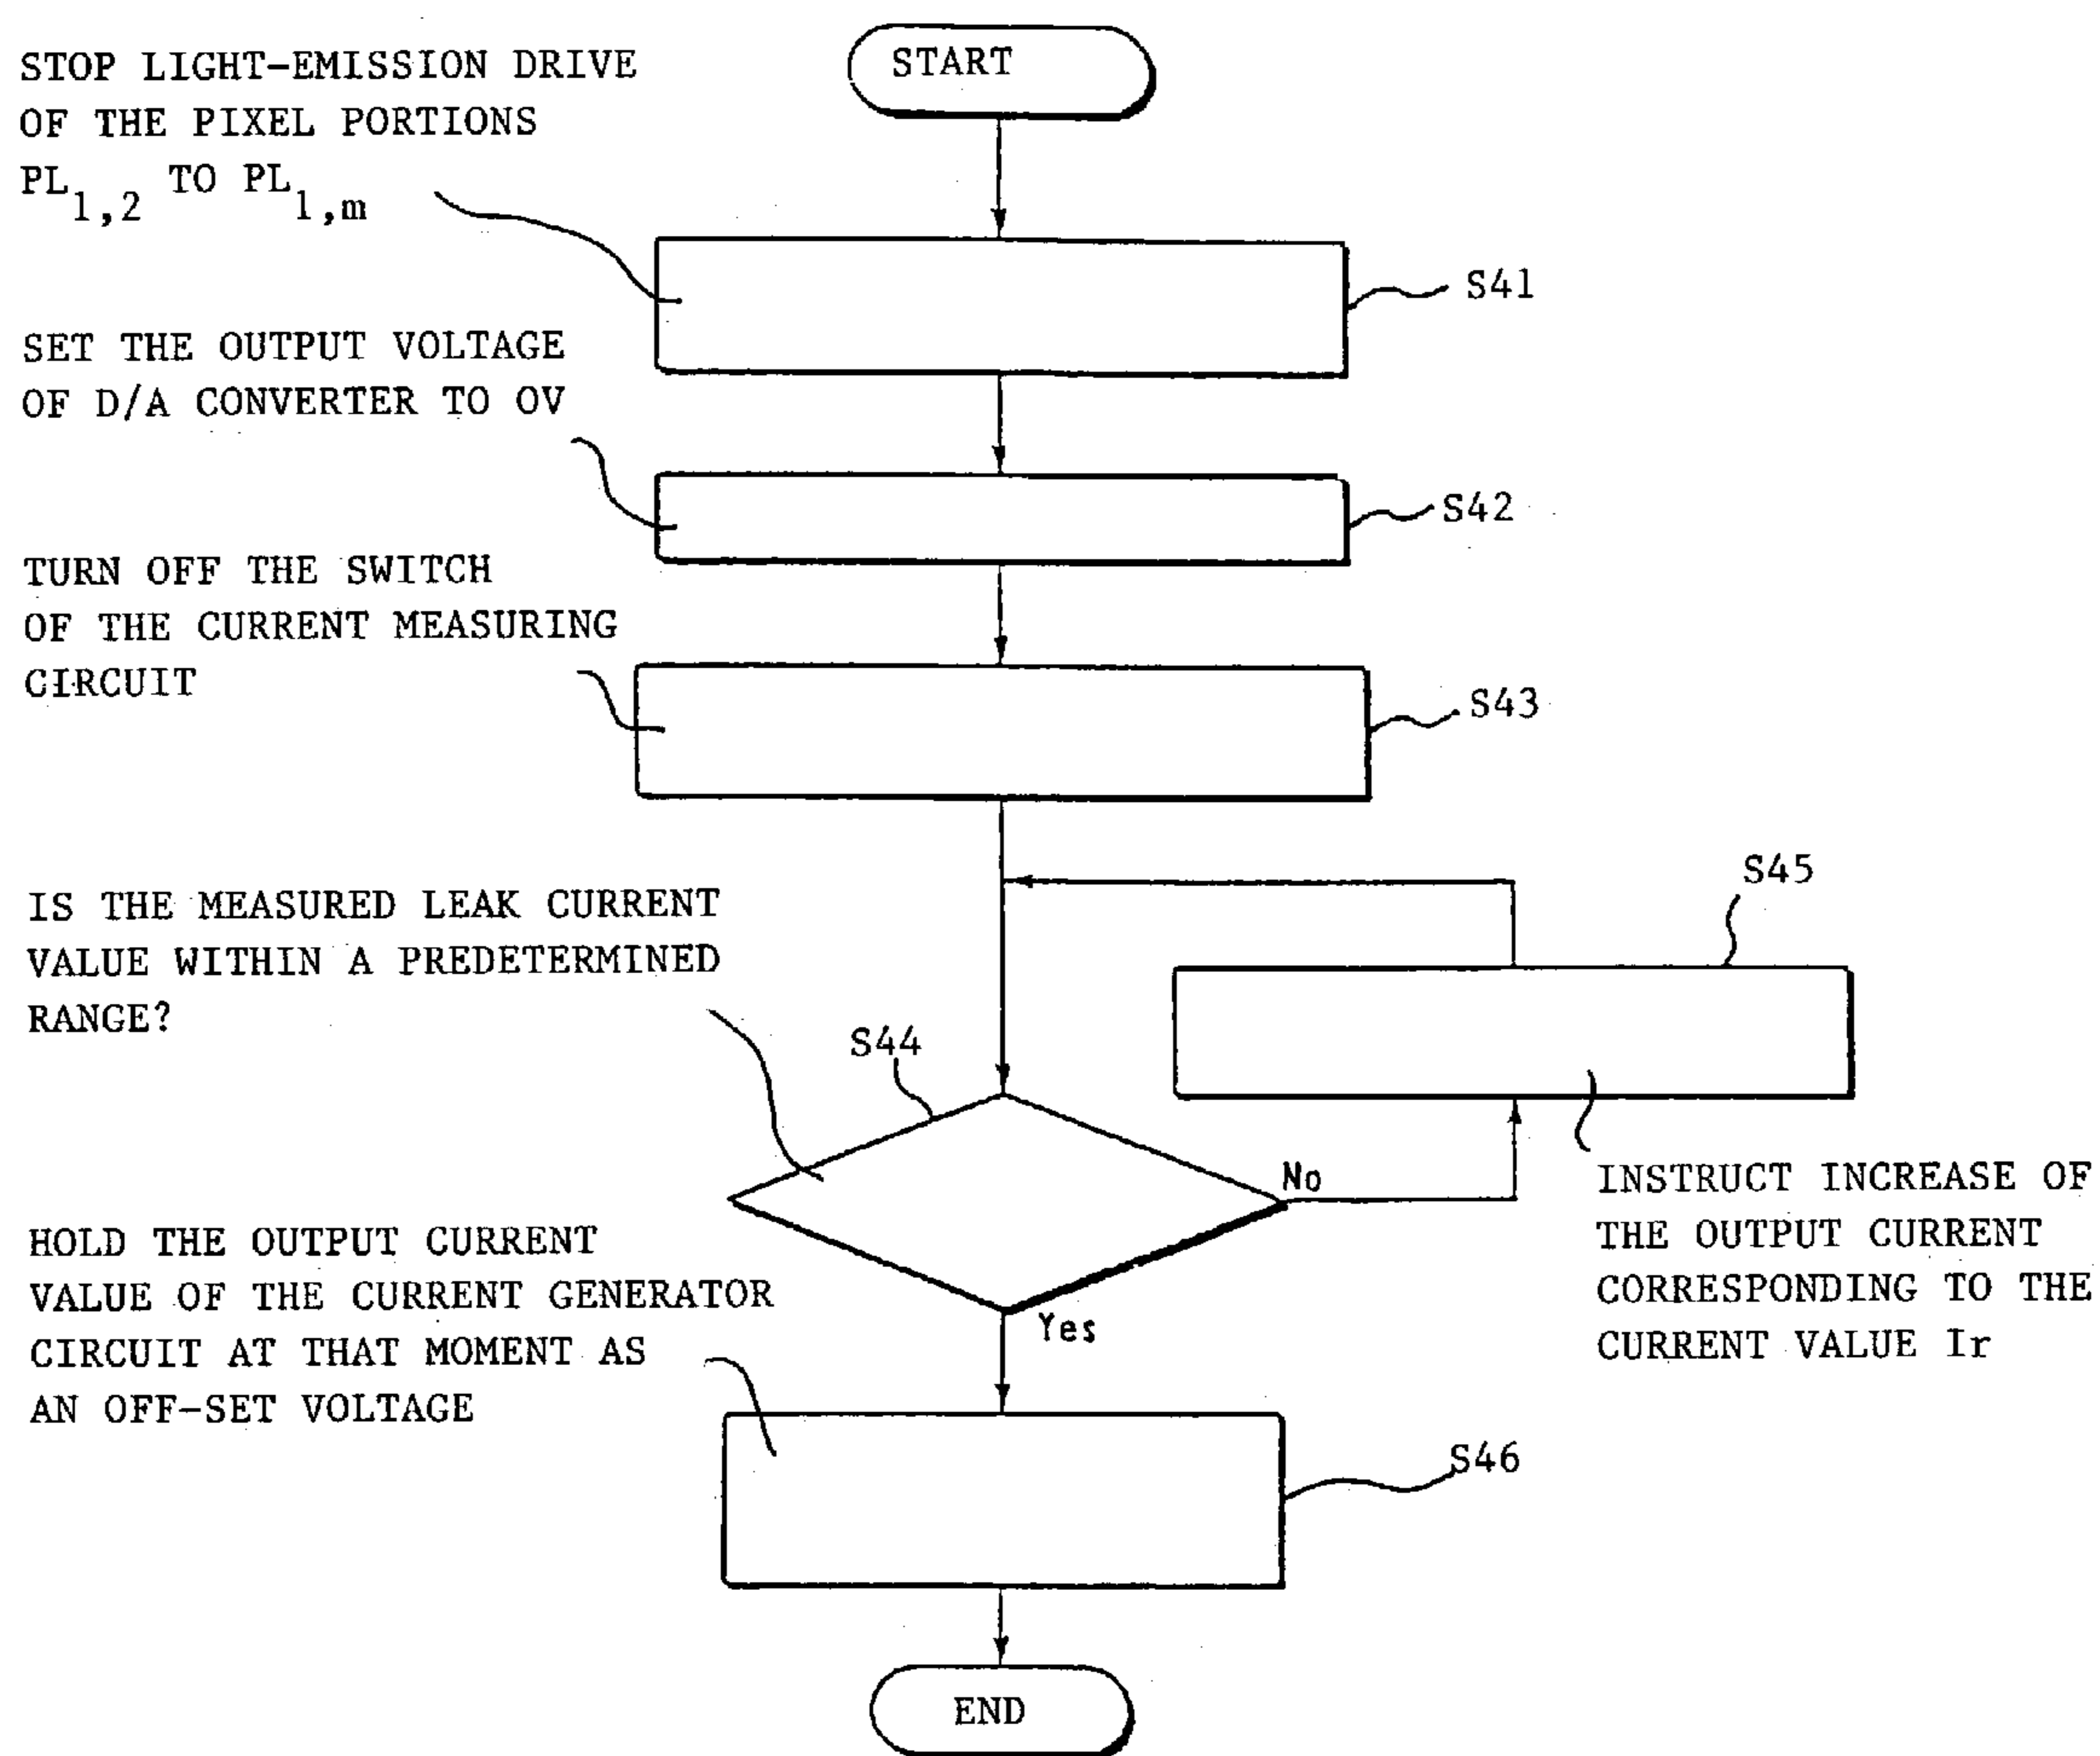 START
STOP LIGHT-EMISSION DRIVE
OF THE PIXEL PORTIONS
PL1,2 TO PL1,m
S41
SET THE OUTPUT VOLTAGE
OF D/A CONVERTER TO OV
S42
TURN OFF THE SWITCH
OF THE CURRENT MEASURING
CIRCUIT
S43
S45
IS THE MEASURED LEAK CURRENT
VALUE WITHIN A PREDETERMINED
RANGE?
S44
No
Yes
INSTRUCT INCREASE OF
THE OUTPUT CURRENT
CORRESPONDING TO THE
CURRENT VALUE Ir
HOLD THE OUTPUT CURRENT
VALUE OF THE CURRENT GENERATOR
CIRCUIT AT THAT MOMENT AS
AN OFF-SET VOLTAGE
S46
END